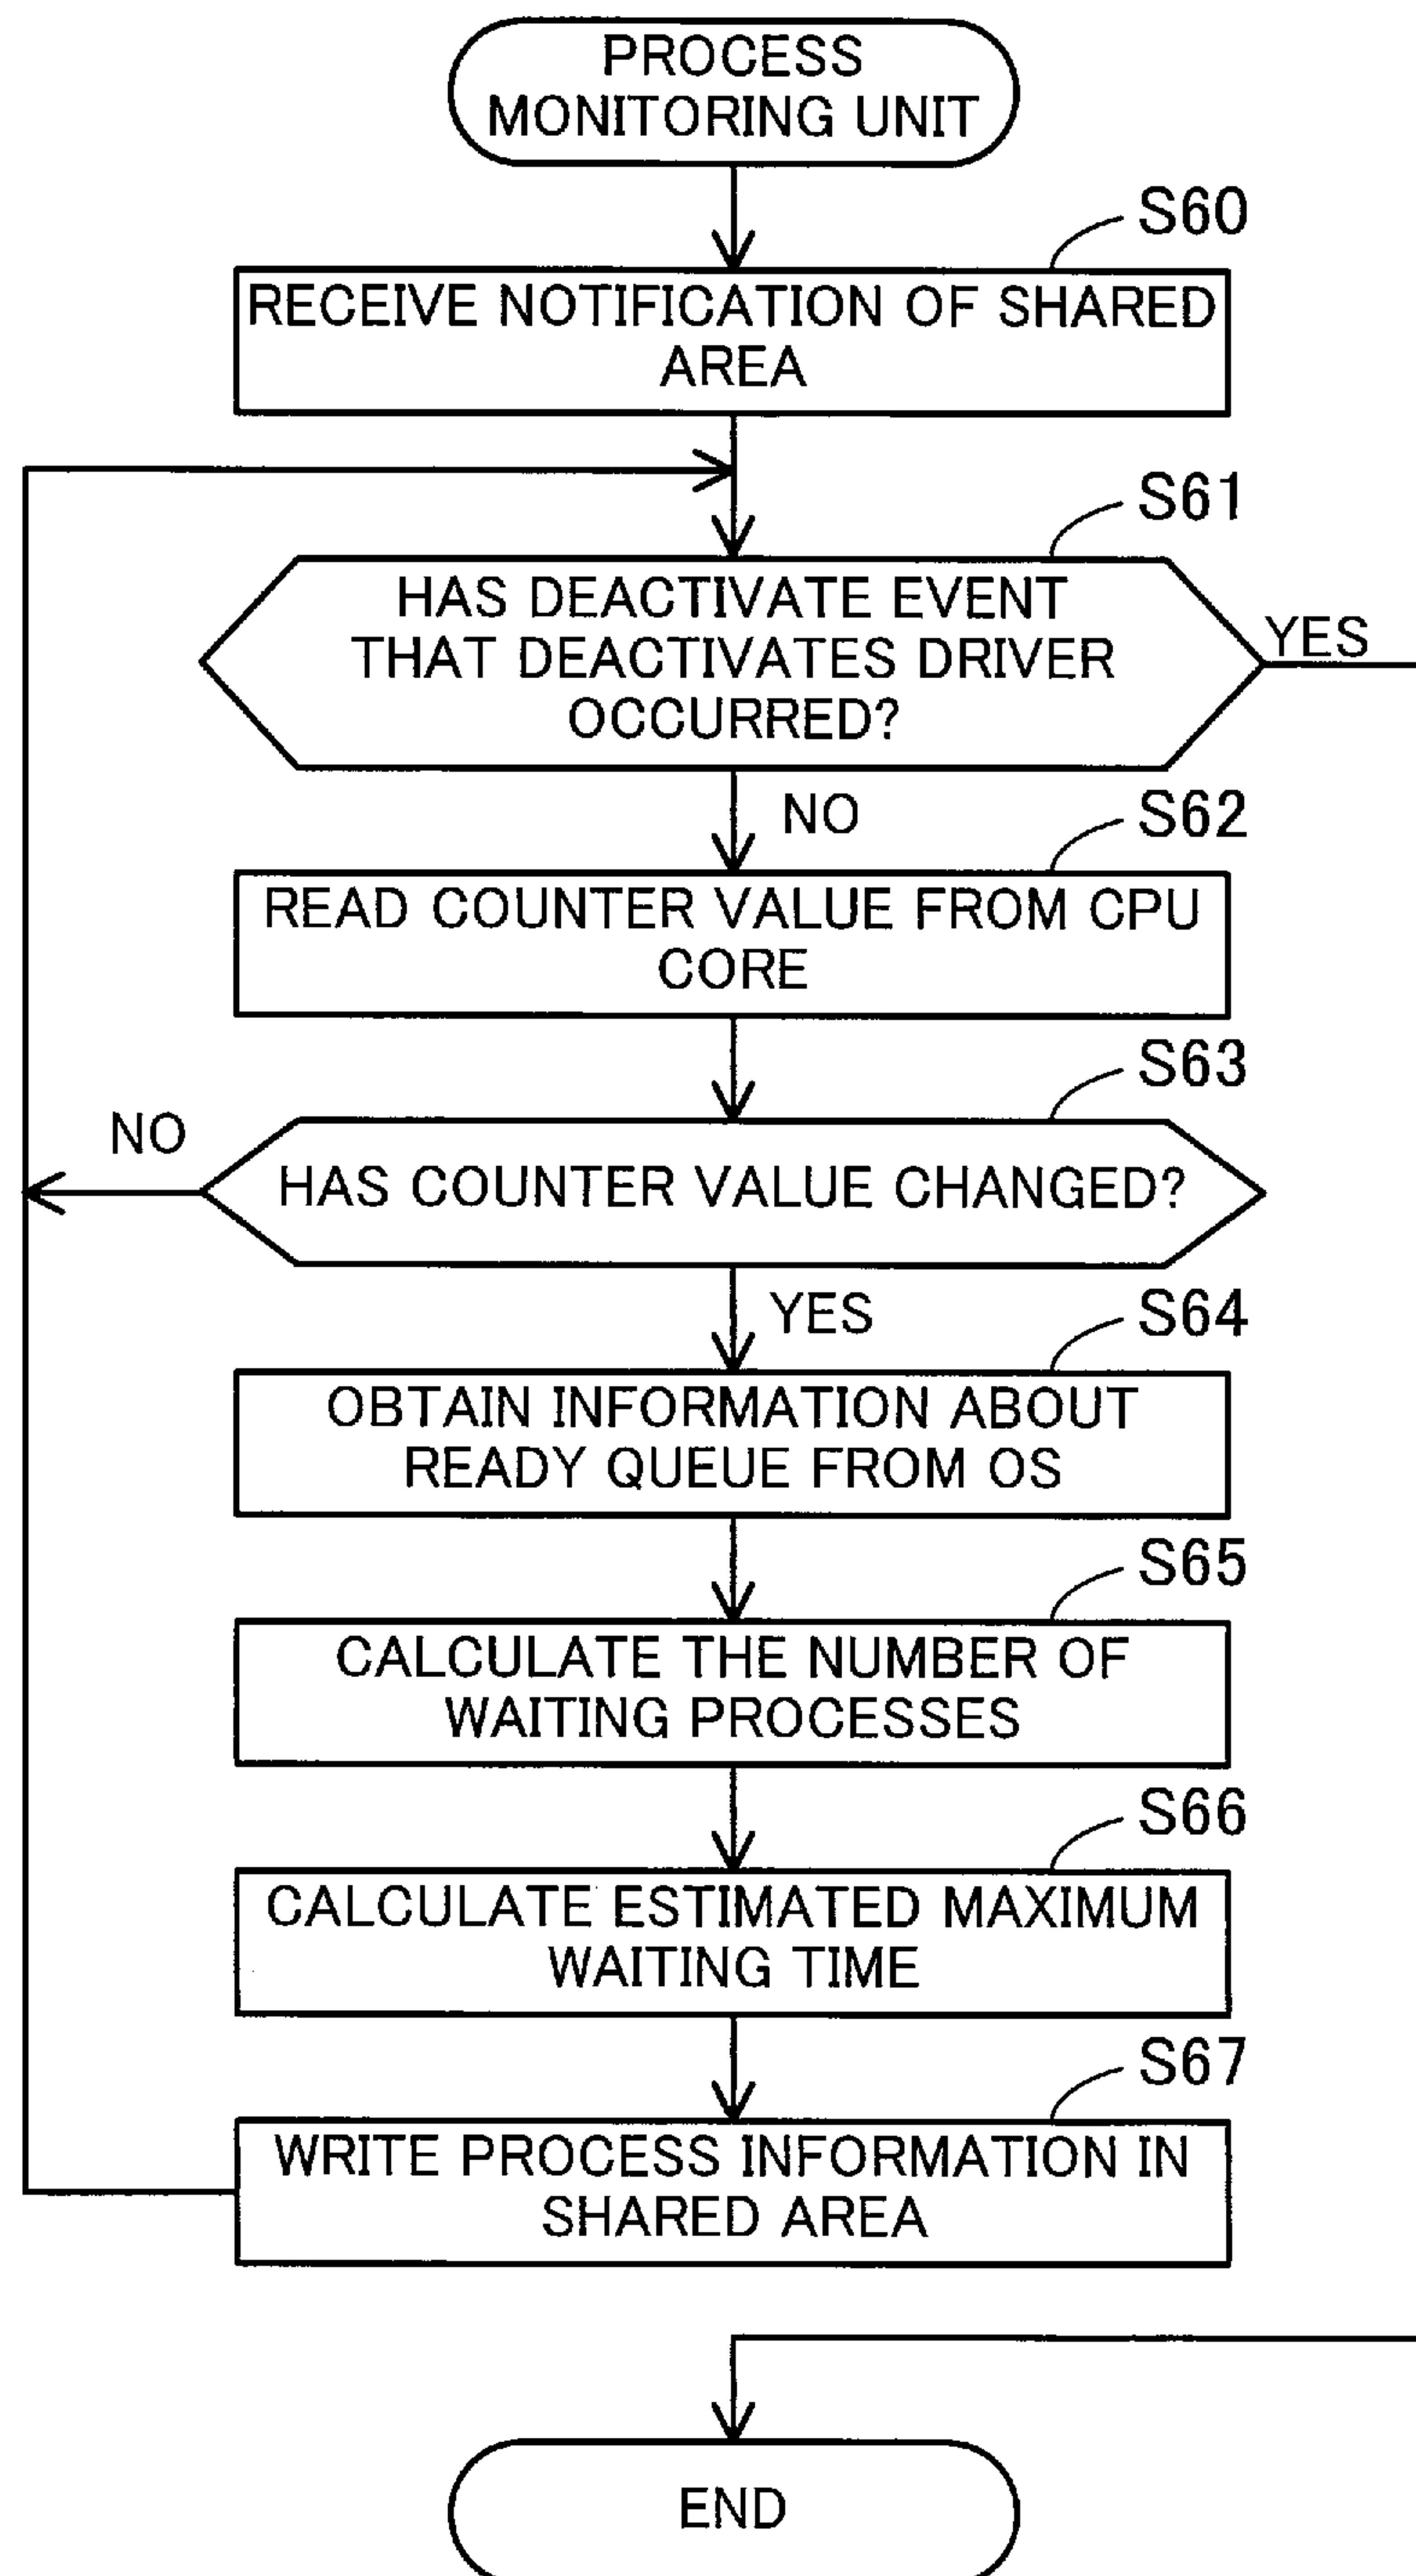 PROCESS
MONITORING UNIT
S60
RECEIVE NOTIFICATION OF SHARED
AREA
S61
HAS DEACTIVATE EVENT
THAT DEACTIVATES DRIVER
OCCURRED?
YES
NO
S62
READ COUNTER VALUE FROM CPU
CORE
S63
NO
HAS COUNTER VALUE CHANGED?
YES
S64
OBTAIN INFORMATION ABOUT
READY QUEUE FROM OS
S65
CALCULATE THE NUMBER OF
WAITING PROCESSES
S66
CALCULATE ESTIMATED MAXIMUM
WAITING TIME
S67
WRITE PROCESS INFORMATION IN
SHARED AREA
END